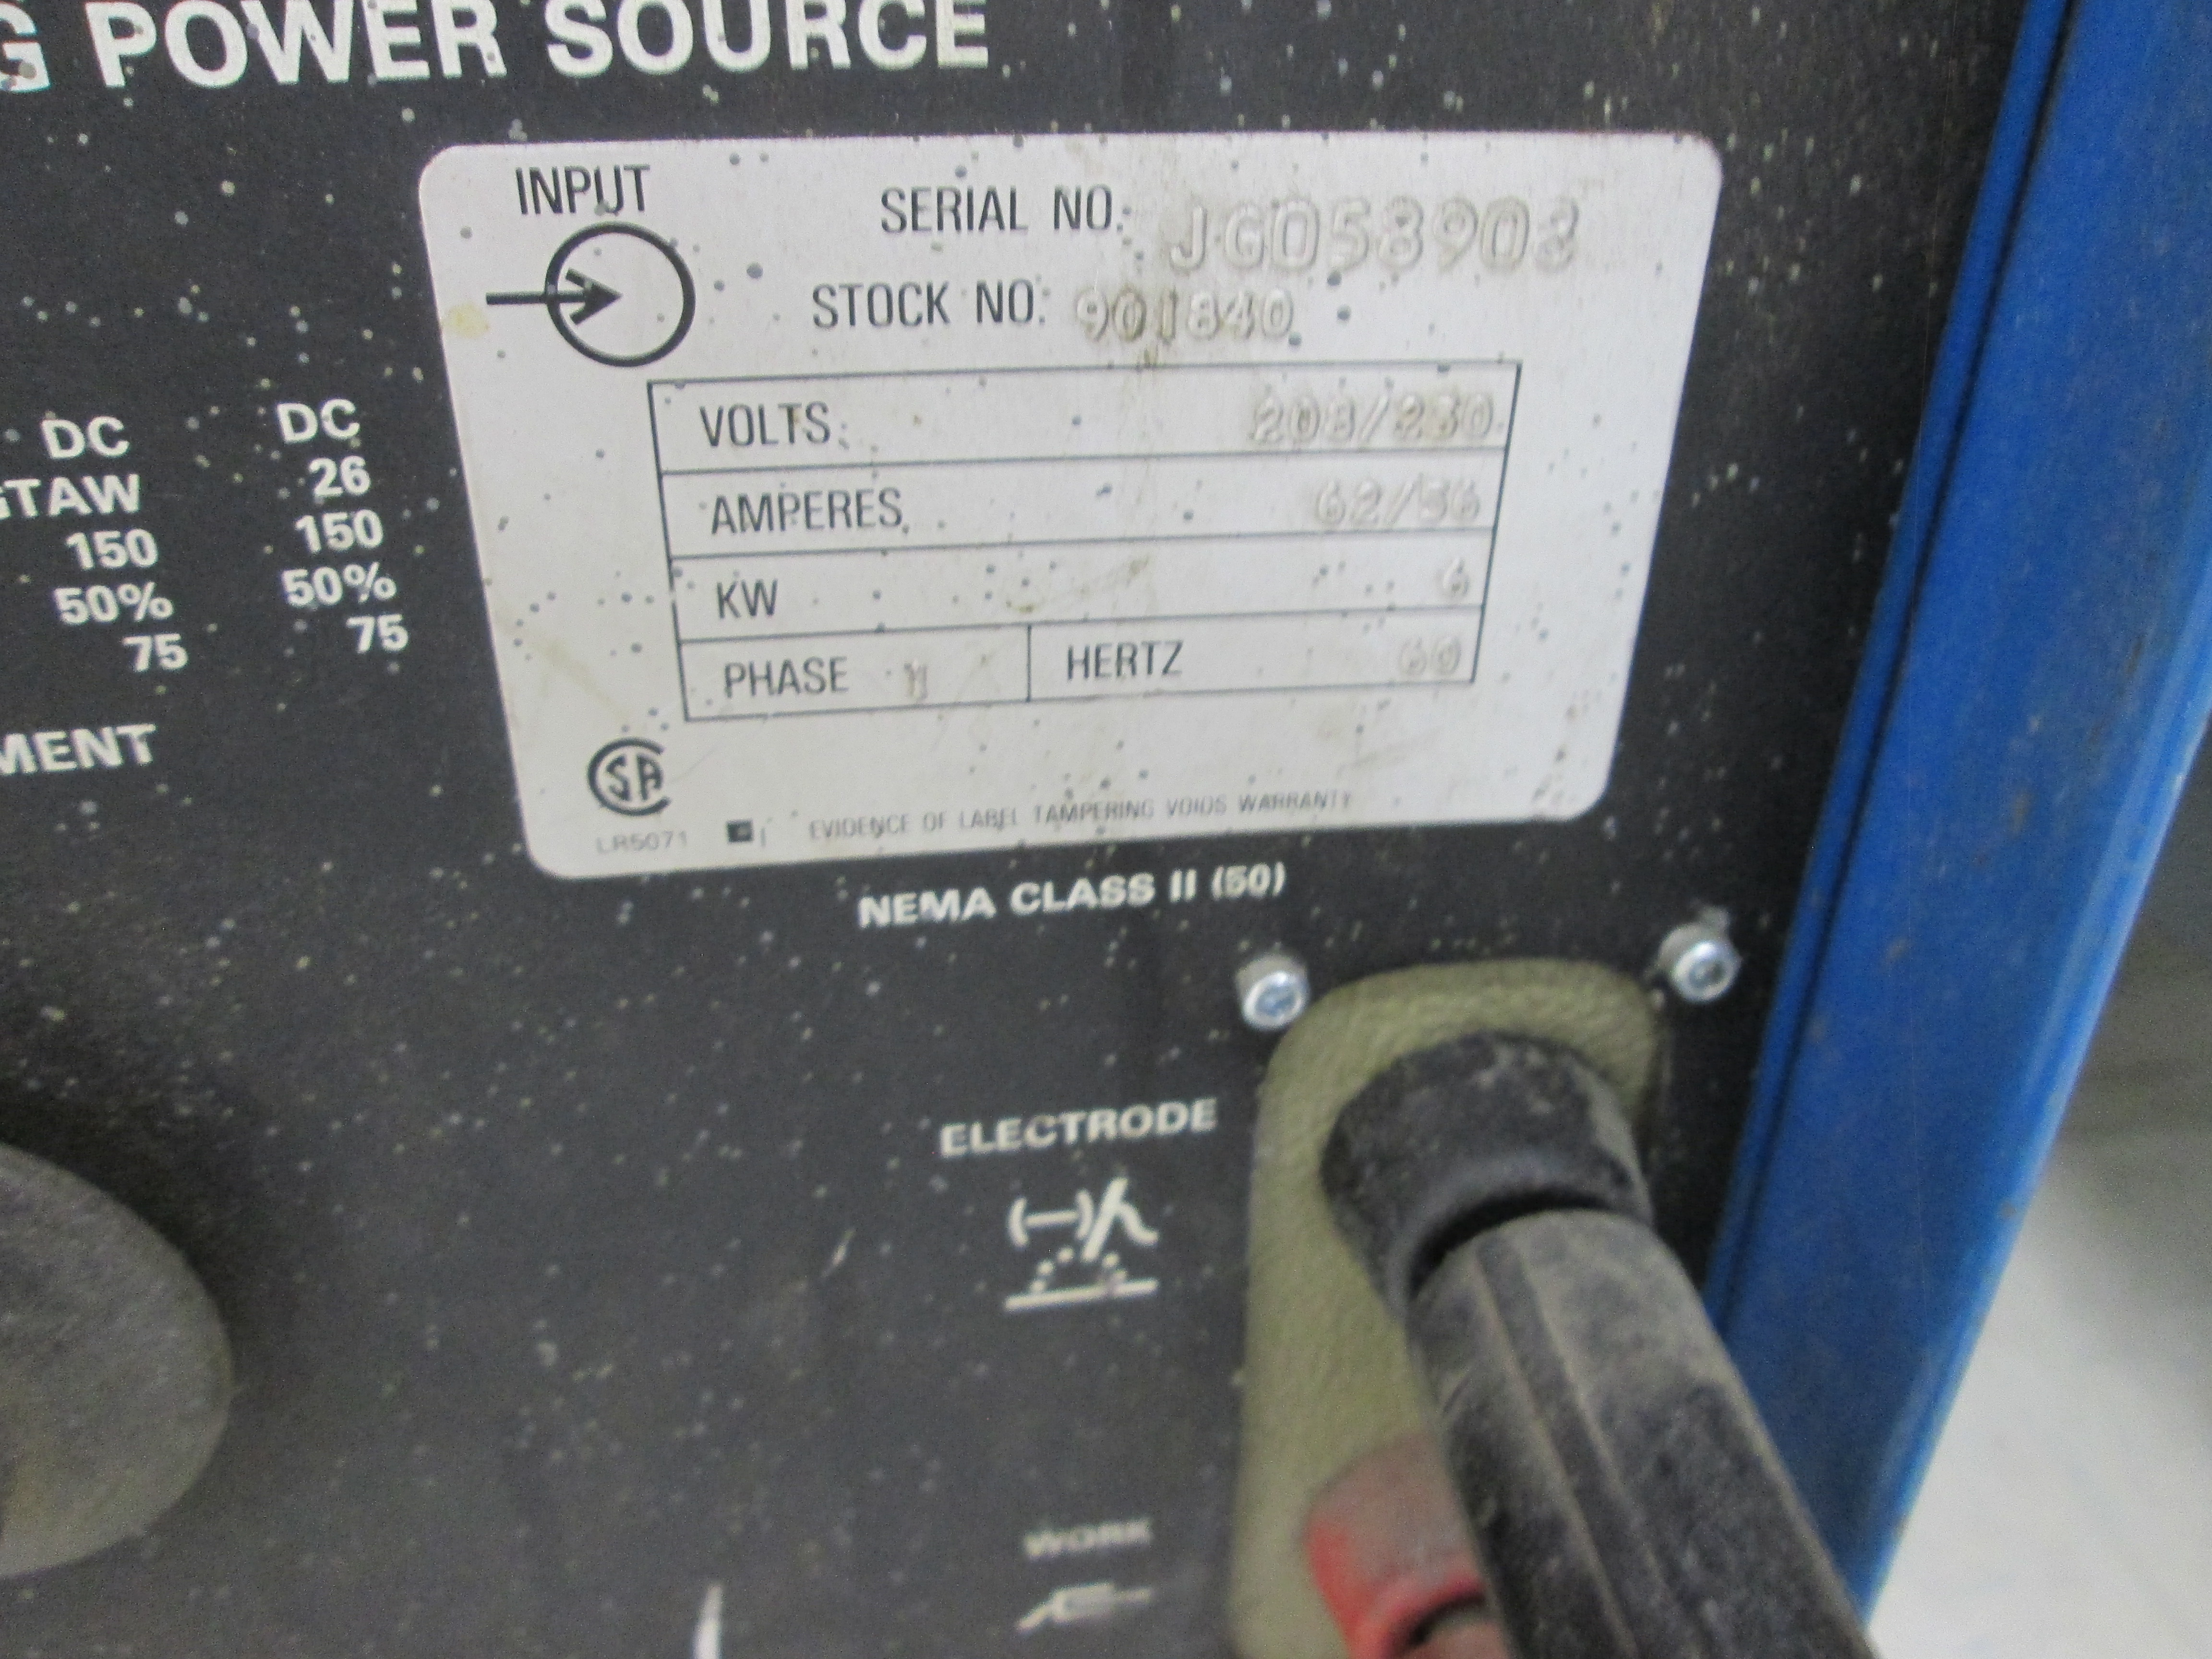 G POWER SOURCE
INPUT
SERIAL NO. JG058903
STOCK NO. 901840
VOLTS 208/230
AMPERES 62/56
KW 6
PHASE 1 HERTZ 60
DC DC
GTAW 26
150 150
50% 50%
75 75
MENT
SA
LR5071 EVIDENCE OF LABEL TAMPERING VOIDS WARRANTY
NEMA CLASS II (50)
ELECTRODE
(—)
WORK